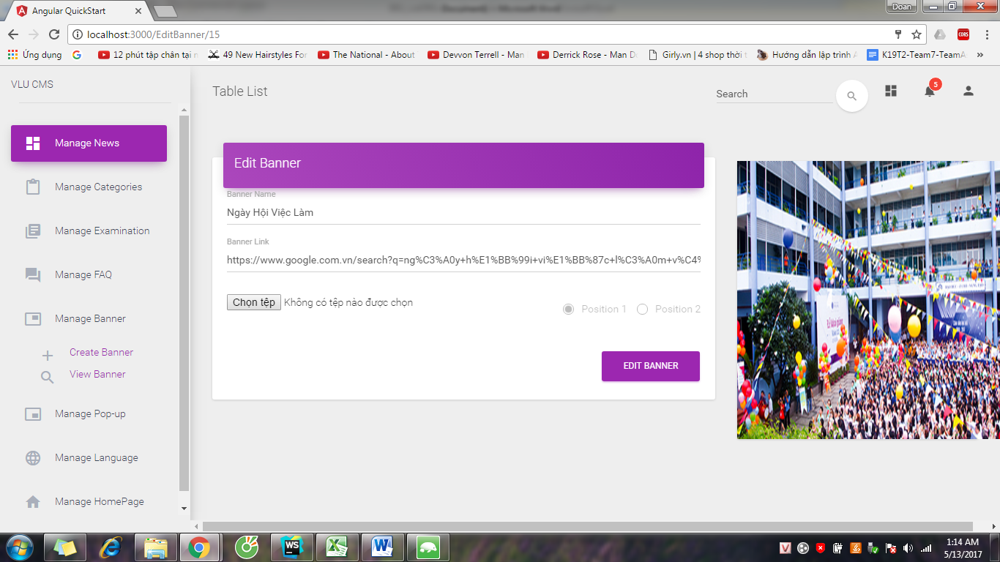 Angular QuickStart
Doan
localhost:3000/EditBanner/15
CORS
Ứng dụng
12 phút tập chân tại n
49 New Hairstyles For
The National - About
Devvon Terrell - Man
Derrick Rose - Man D
Girly.vn | 4 shop thời t
Hướng dẫn lập trình A
K19T2-Team7-TeamA
»
VLU CMS
Table List
Search
5
Manage News
Manage Categories
Manage Examination
Manage FAQ
Manage Banner
Create Banner
View Banner
Manage Pop-up
Manage Language
Manage HomePage
Edit Banner
Banner Name
Ngày Hội Việc Làm
Banner Link
https://www.google.com.vn/search?q=ng%C3%A0y+h%E1%BB%99i+vi%E1%BB%87c+l%C3%A0m+v%C4%
Chọn tệp Không có tệp nào được chọn
Position 1 Position 2
EDIT BANNER
WS
1:14 AM
5/13/2017